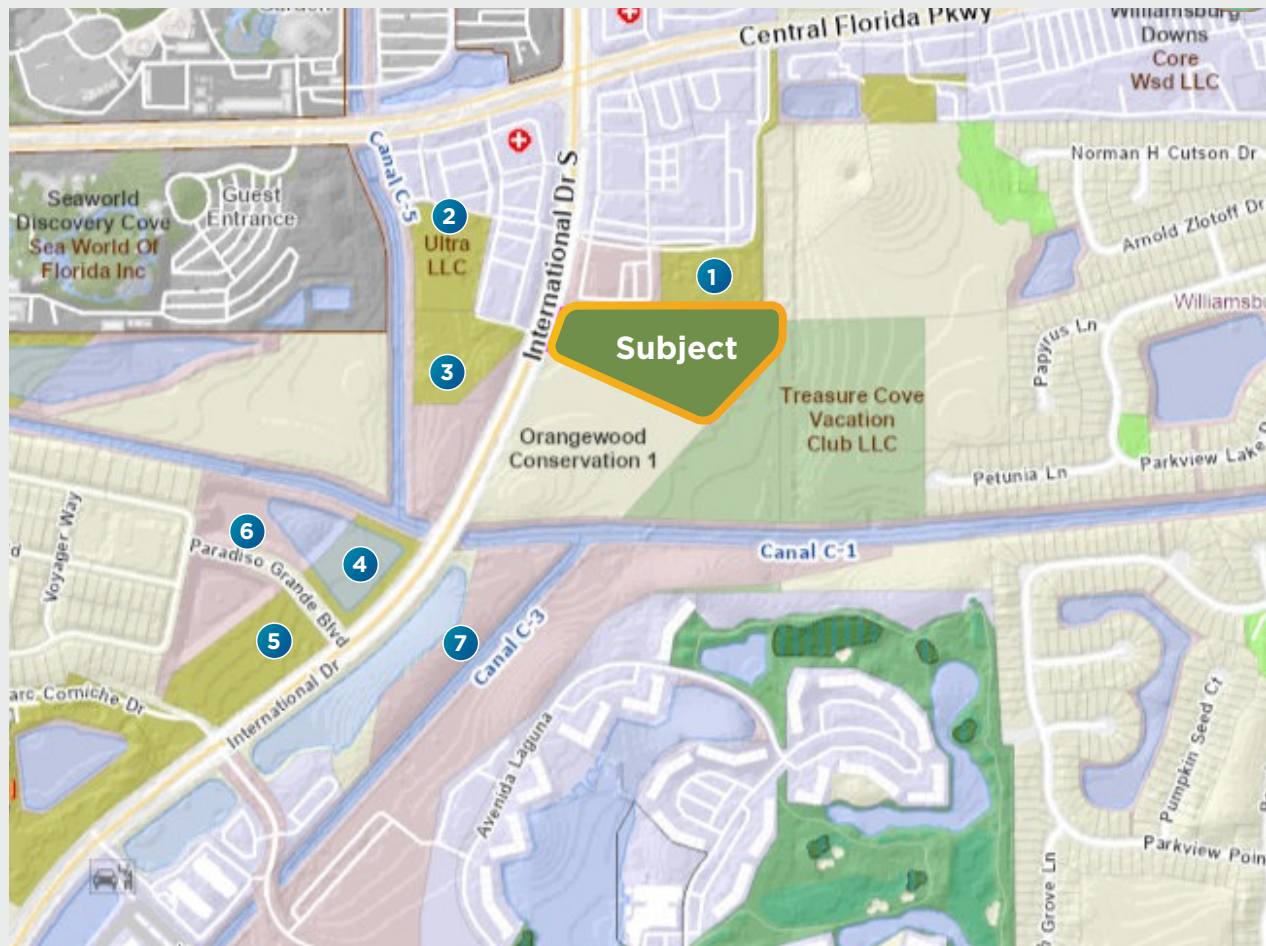 Garden
Central Florida Pkwy
Williamsburg
Downs
Core
Wsd LLC
Canal C-5
International Dr S
Norman H Cutson Dr
Seaworld
Discovery Cove
Sea World Of
Florida Inc
Guest
Entrance
2
Ultra
LLC
Arnold Zlotoff Dr
1
Williamsbu
Subject
Papyrus Ln
3
Treasure Cove
Vacation
Club LLC
Orangewood
Conservation 1
Parkview Lake D
Petunia Ln
Voyager Way
d
6
Paradiso Grande Blvd
4
Canal C-1
5
7
Canal C-3
arc Corniche Dr
International Dr
Avenida Laguna
Pumpkin Seed Ct
Parkview Poin
Grove Ln